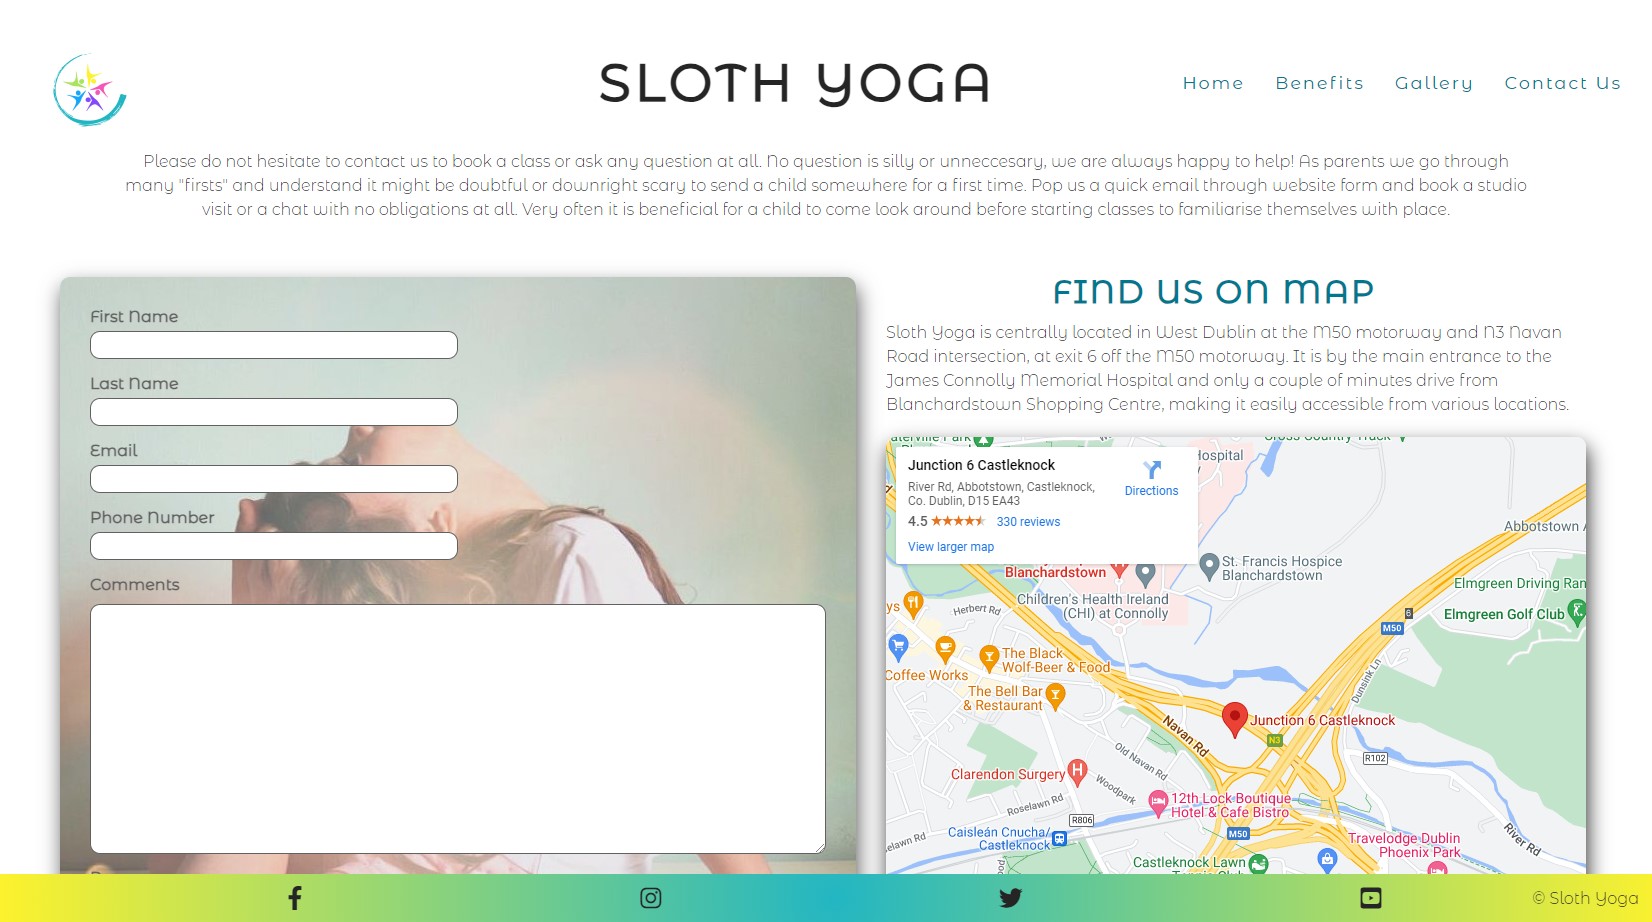 SLOTH YOGA
Home Benefits Gallery Contact Us
Please do not hesitate to contact us to book a class or ask any question at all. No question is silly or unneccesary, we are always happy to help! As parents we go through
many "firsts" and understand it might be doubtful or downright scary to send a child somewhere for a first time. Pop us a quick email through website form and book a studio
visit or a chat with no obligations at all. Very often it is beneficial for a child to come look around before starting classes to familiarise themselves with place.
First Name
Last Name
Email
Phone Number
Comments
FIND US ON MAP
Sloth Yoga is centrally located in West Dublin at the M50 motorway and N3 Navan
Road intersection, at exit 6 off the M50 motorway. It is by the main entrance to the
James Connolly Memorial Hospital and only a couple of minutes drive from
Blanchardstown Shopping Centre, making it easily accessible from various locations.
Junction 6 Castleknock
River Rd, Abbotstown, Castleknock,
Co. Dublin, D15 EA43
4.5 330 reviews
View larger map
Directions
Hospital
Abbotstown
Blanchardstown
St. Francis Hospice
Blanchardstown
Children's Health Ireland
(CHI) at Connolly
Herbert Rd
Elmgreen Driving Ran
Elmgreen Golf Club
6
M50
The Black
Wolf-Beer & Food
Coffee Works
The Bell Bar
& Restaurant
Dunsink Ln
Navan Rd
Junction 6 Castleknock
N3
Old Navan Rd
R102
Clarendon Surgery
Woodpark
Roselawn Rd
12th Lock Boutique
Hotel & Cafe Bistro
R806
M50
Caisleán Cnucha/
Castleknock
elawn Rd
Travelodge Dublin
Phoenix Park
River Rd
Castleknock Lawn
© Sloth Yoga